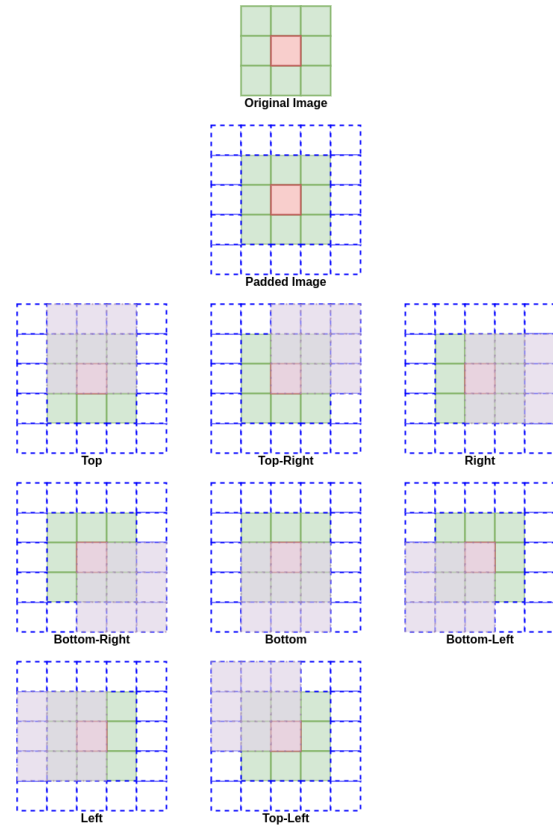 Original Image
Padded Image
Top
Top-Right
Right
Bottom-Right
Bottom
Bottom-Left
Left
Top-Left